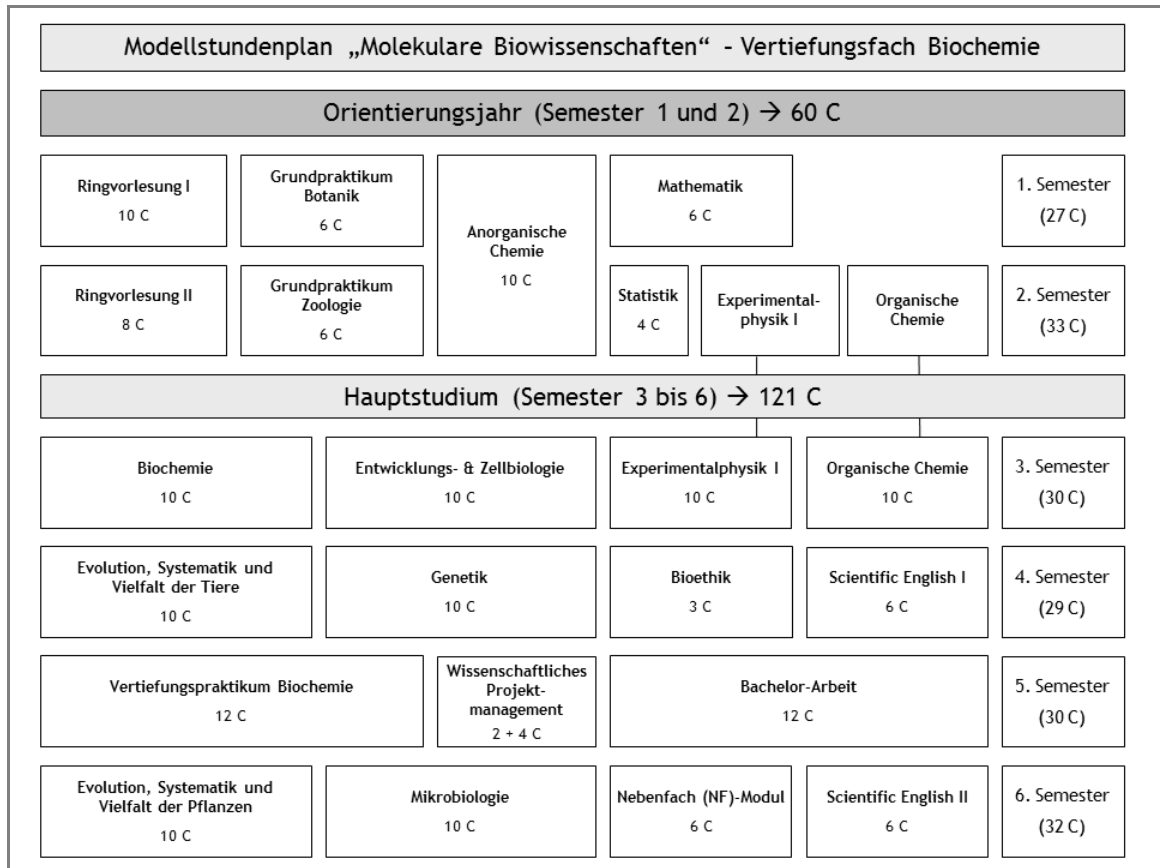 Modellstundenplan „Molekulare Biowissenschaften“ - Vertiefungsfach Biochemie
Orientierungsjahr (Semester 1 und 2) → 60 C
Ringvorlesung I
10 C
Grundpraktikum
Botanik
6 C
Anorganische
Chemie
10 C
Mathematik
6 C
1. Semester
(27 C)
Ringvorlesung II
8 C
Grundpraktikum
Zoologie
6 C
Statistik
4 C
Experimental-
physik I
Organische
Chemie
2. Semester
(33 C)
Hauptstudium (Semester 3 bis 6) → 121 C
Biochemie
10 C
Entwicklungs- & Zellbiologie
10 C
Experimentalphysik I
10 C
Organische Chemie
10 C
3. Semester
(30 C)
Evolution, Systematik und
Vielfalt der Tiere
10 C
Genetik
10 C
Bioethik
3 C
Scientific English I
6 C
4. Semester
(29 C)
Vertiefungspraktikum Biochemie
12 C
Wissenschaftliches
Projekt-
management
2 + 4 C
Bachelor-Arbeit
12 C
5. Semester
(30 C)
Evolution, Systematik und
Vielfalt der Pflanzen
10 C
Mikrobiologie
10 C
Nebenfach (NF)-Modul
6 C
Scientific English II
6 C
6. Semester
(32 C)